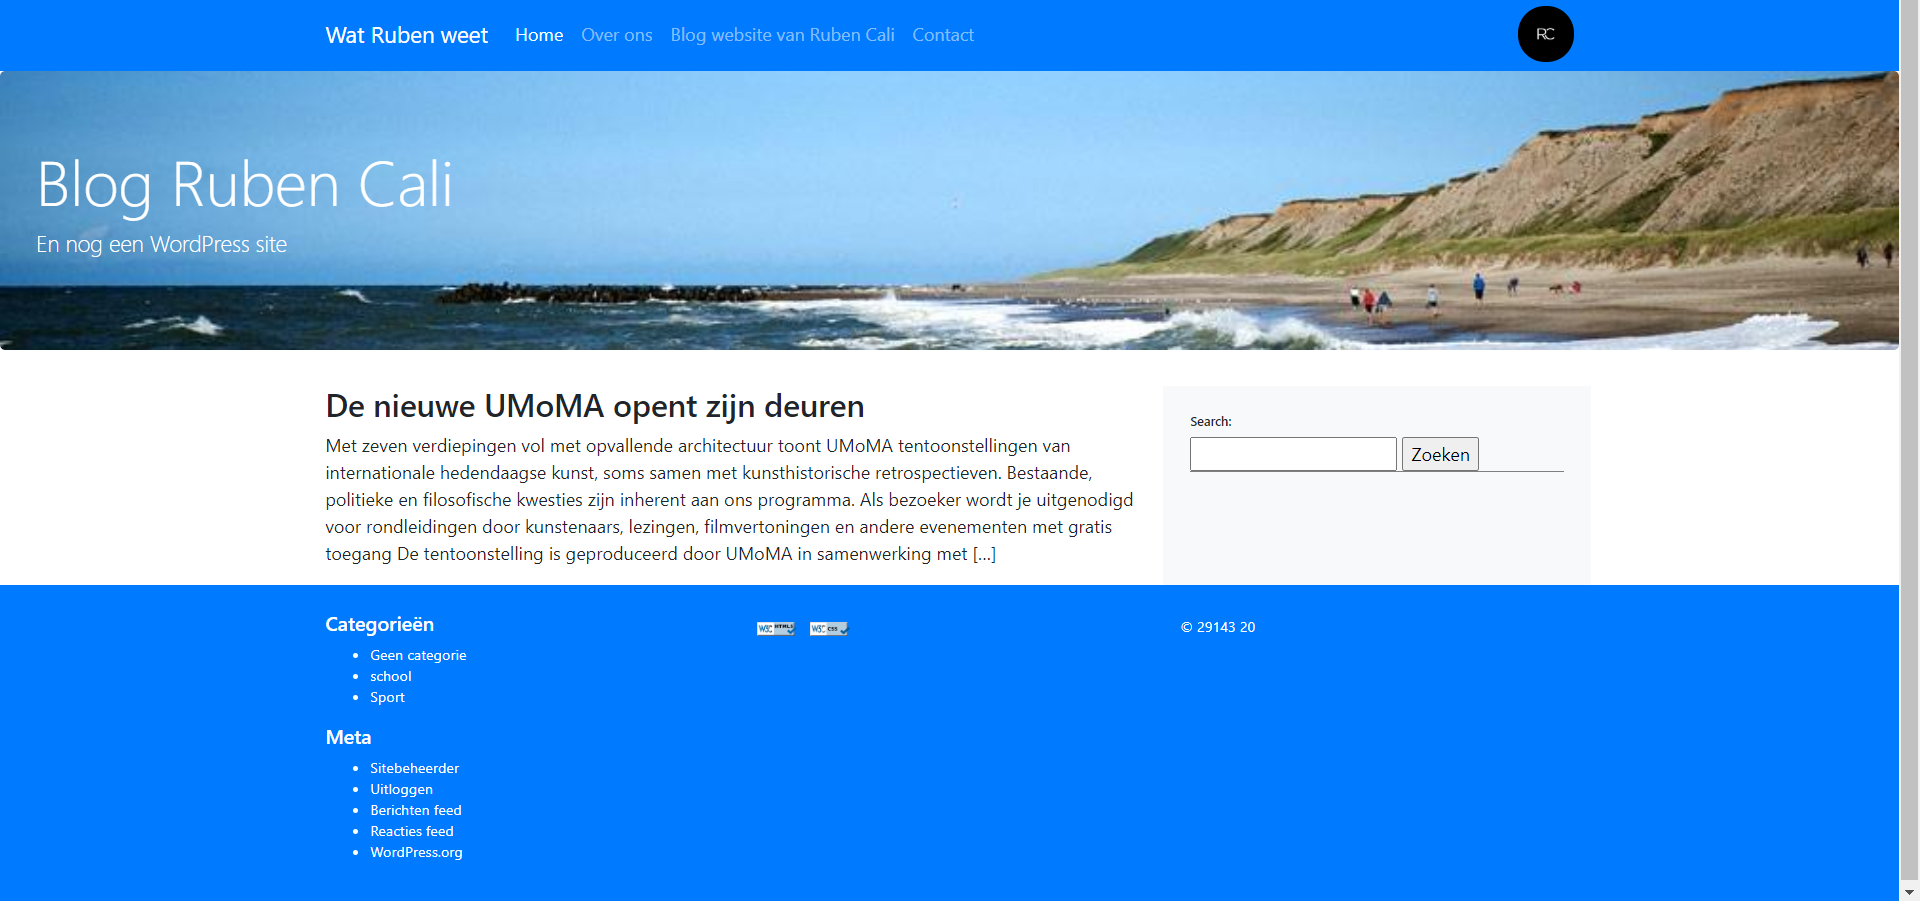 Wat Ruben weet Home Over ons Blog website van Ruben Cali Contact RC
Blog Ruben Cali
En nog een WordPress site
De nieuwe UMoMA opent zijn deuren
Met zeven verdiepingen vol met opvallende architectuur toont UMoMA tentoonstellingen van
internationale hedendaagse kunst, soms samen met kunsthistorische retrospectieven. Bestaande,
politieke en filosofische kwesties zijn inherent aan ons programma. Als bezoeker wordt je uitgenodigd
voor rondleidingen door kunstenaars, lezingen, filmvertoningen en andere evenementen met gratis
toegang De tentoonstelling is geproduceerd door UMoMA in samenwerking met […]
Search:
Zoeken
Categorieën
Geen categorie
school
Sport
Meta
Sitebeheerder
Uitloggen
Berichten feed
Reacties feed
WordPress.org
W3C HTML5 W3C CSS
© 29143 20